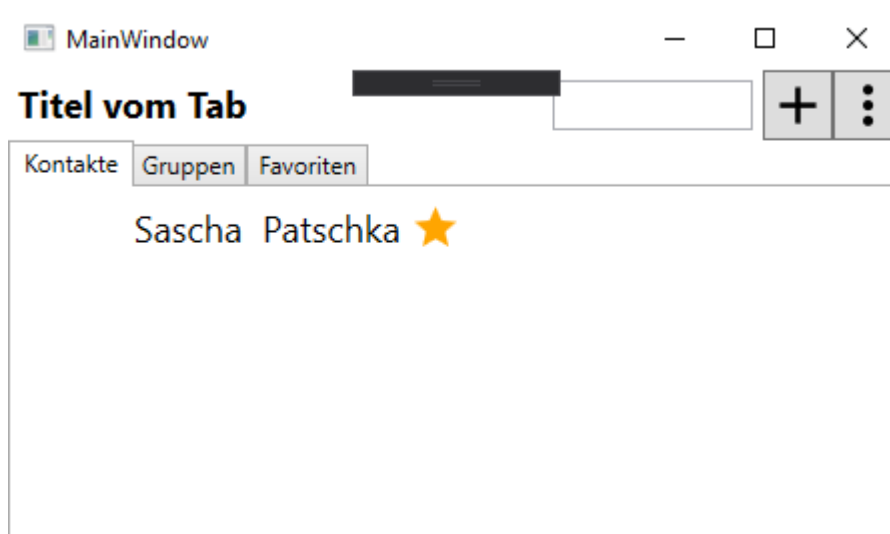 MainWindow
Titel vom Tab
Kontakte Gruppen Favoriten
Sascha Patschka